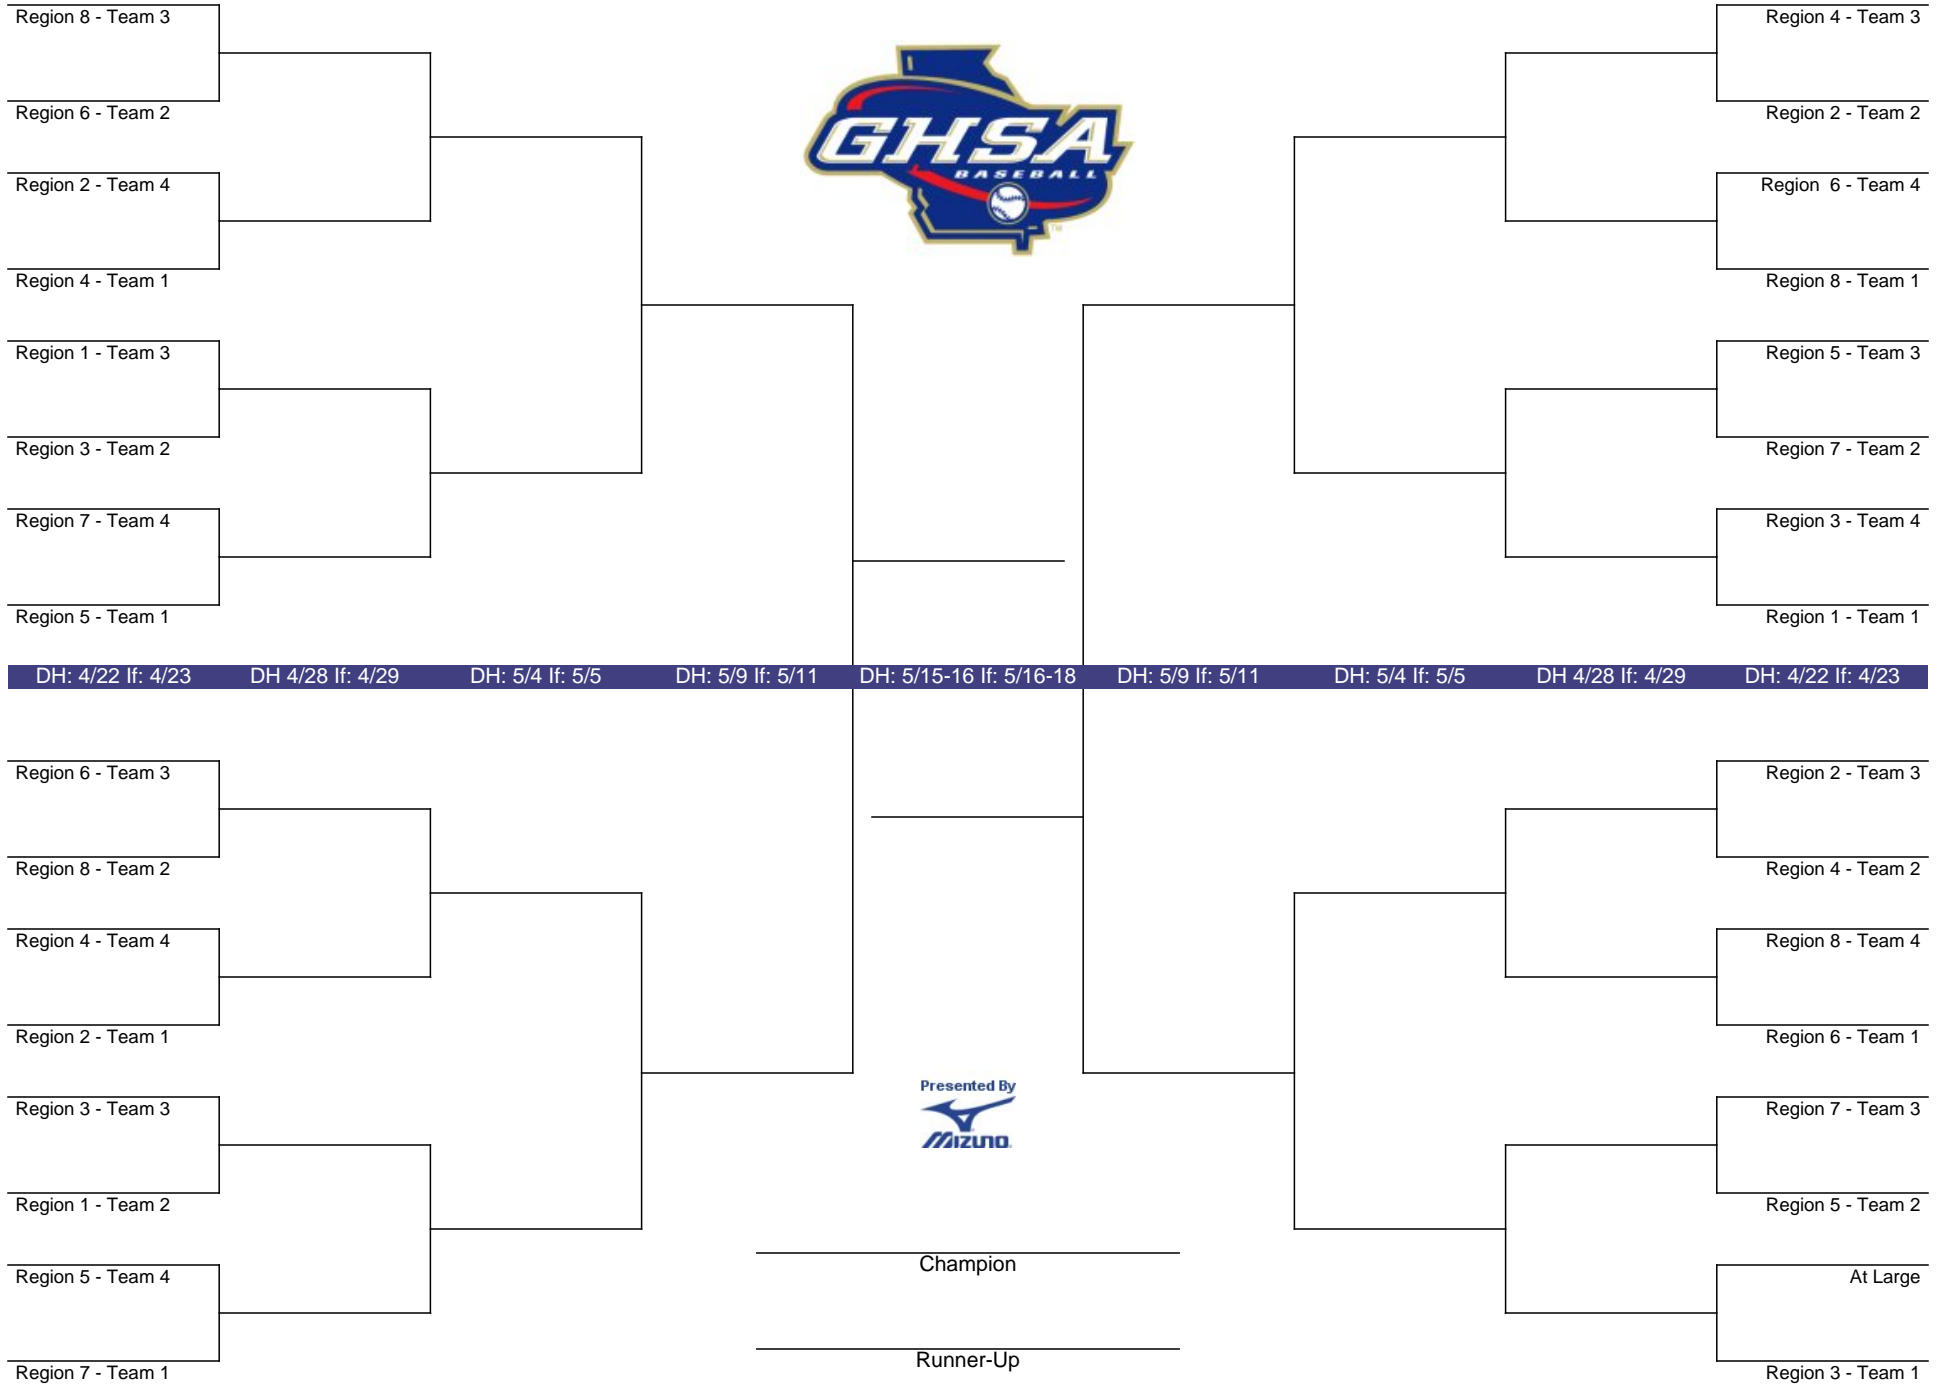 Region 8 - Team 3
Region 6 - Team 2
Region 2 - Team 4
Region 4 - Team 1
Region 1 - Team 3
Region 3 - Team 2
Region 7 - Team 4
Region 5 - Team 1
GHSA
BASEBALL
TM
Region 4 - Team 3
Region 2 - Team 2
Region  6 - Team 4
Region 8 - Team 1
Region 5 - Team 3
Region 7 - Team 2
Region 3 - Team 4
Region 1 - Team 1
DH: 4/22 If: 4/23 DH 4/28 If: 4/29 DH: 5/4 If: 5/5 DH: 5/9 If: 5/11 DH: 5/15-16 If: 5/16-18 DH: 5/9 If: 5/11 DH: 5/4 If: 5/5 DH 4/28 If: 4/29 DH: 4/22 If: 4/23
Region 6 - Team 3
Region 8 - Team 2
Region 4 - Team 4
Region 2 - Team 1
Region 3 - Team 3
Region 1 - Team 2
Region 5 - Team 4
Region 7 - Team 1
Presented By
MIZUNO
Champion
Runner-Up
Region 2 - Team 3
Region 4 - Team 2
Region 8 - Team 4
Region 6 - Team 1
Region 7 - Team 3
Region 5 - Team 2
At Large
Region 3 - Team 1